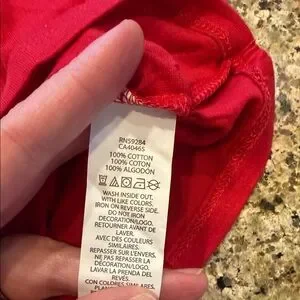 RN59284
CA40465
100% COTTON
100% COTON
100% ALGODÓN
WASH INSIDE OUT.
WITH LIKE COLORS.
IRON ON REVERSE SIDE.
DO NOT IRON
DECORATION/LOGO.
RETOURNER AVANT DE
LAVER.
AVEC DES COULEURS
SIMILAIRES.
REPASSER SUR L'ENVERS.
NE PAS REPASSER LA
DÉCORATION/LOGO.
LAVAR LA PRENDA DEL
REVÉS.
CON COLORES SIMILARES.